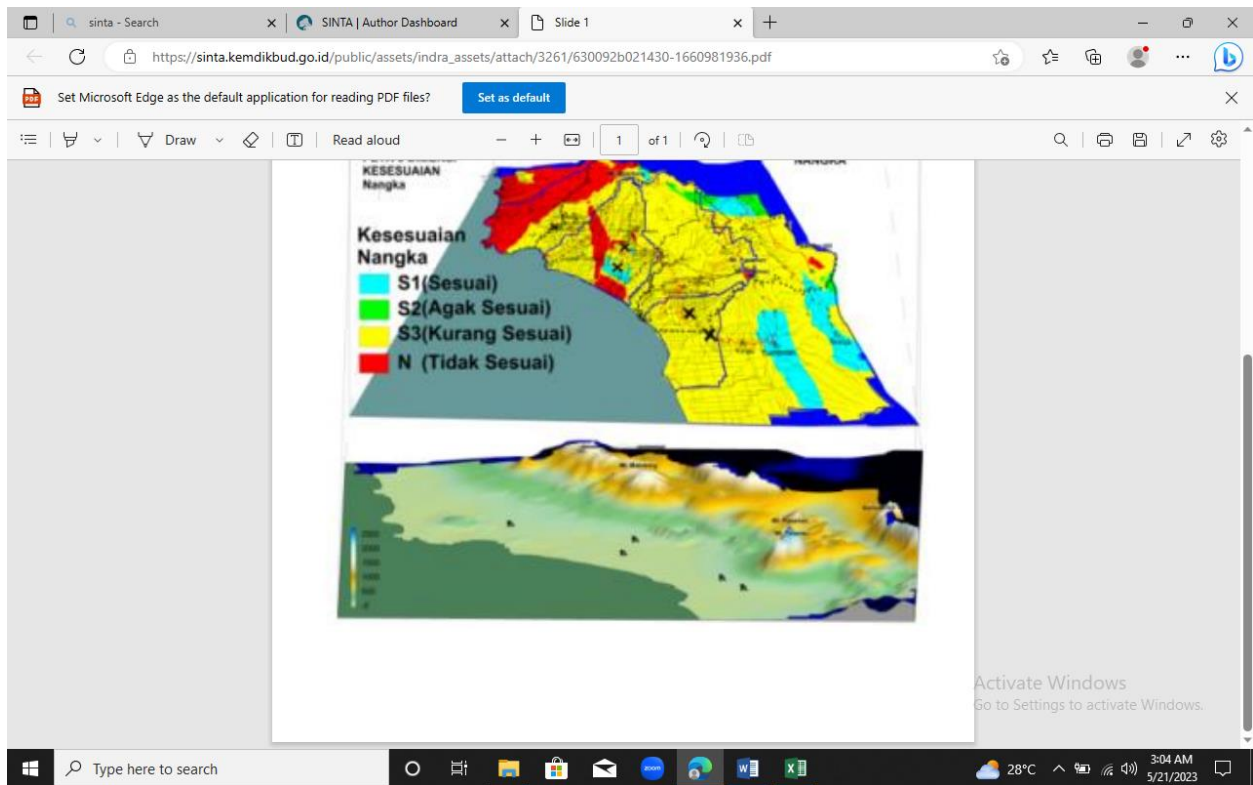 sinta - Search
SINTA | Author Dashboard
Slide 1
https://sinta.kemdikbud.go.id/public/assets/indra_assets/attach/3261/630092b021430-1660981936.pdf
PDF
Set Microsoft Edge as the default application for reading PDF files?
Set as default
Draw
Read aloud
1 of 1
KESESUAIAN
Nangka
NANGKA
Kesesuaian
Nangka
S1(Sesuai)
S2(Agak Sesuai)
S3(Kurang Sesuai)
N (Tidak Sesuai)
Activate Windows
Go to Settings to activate Windows.
Type here to search
zoom
28°C
3:04 AM
5/21/2023